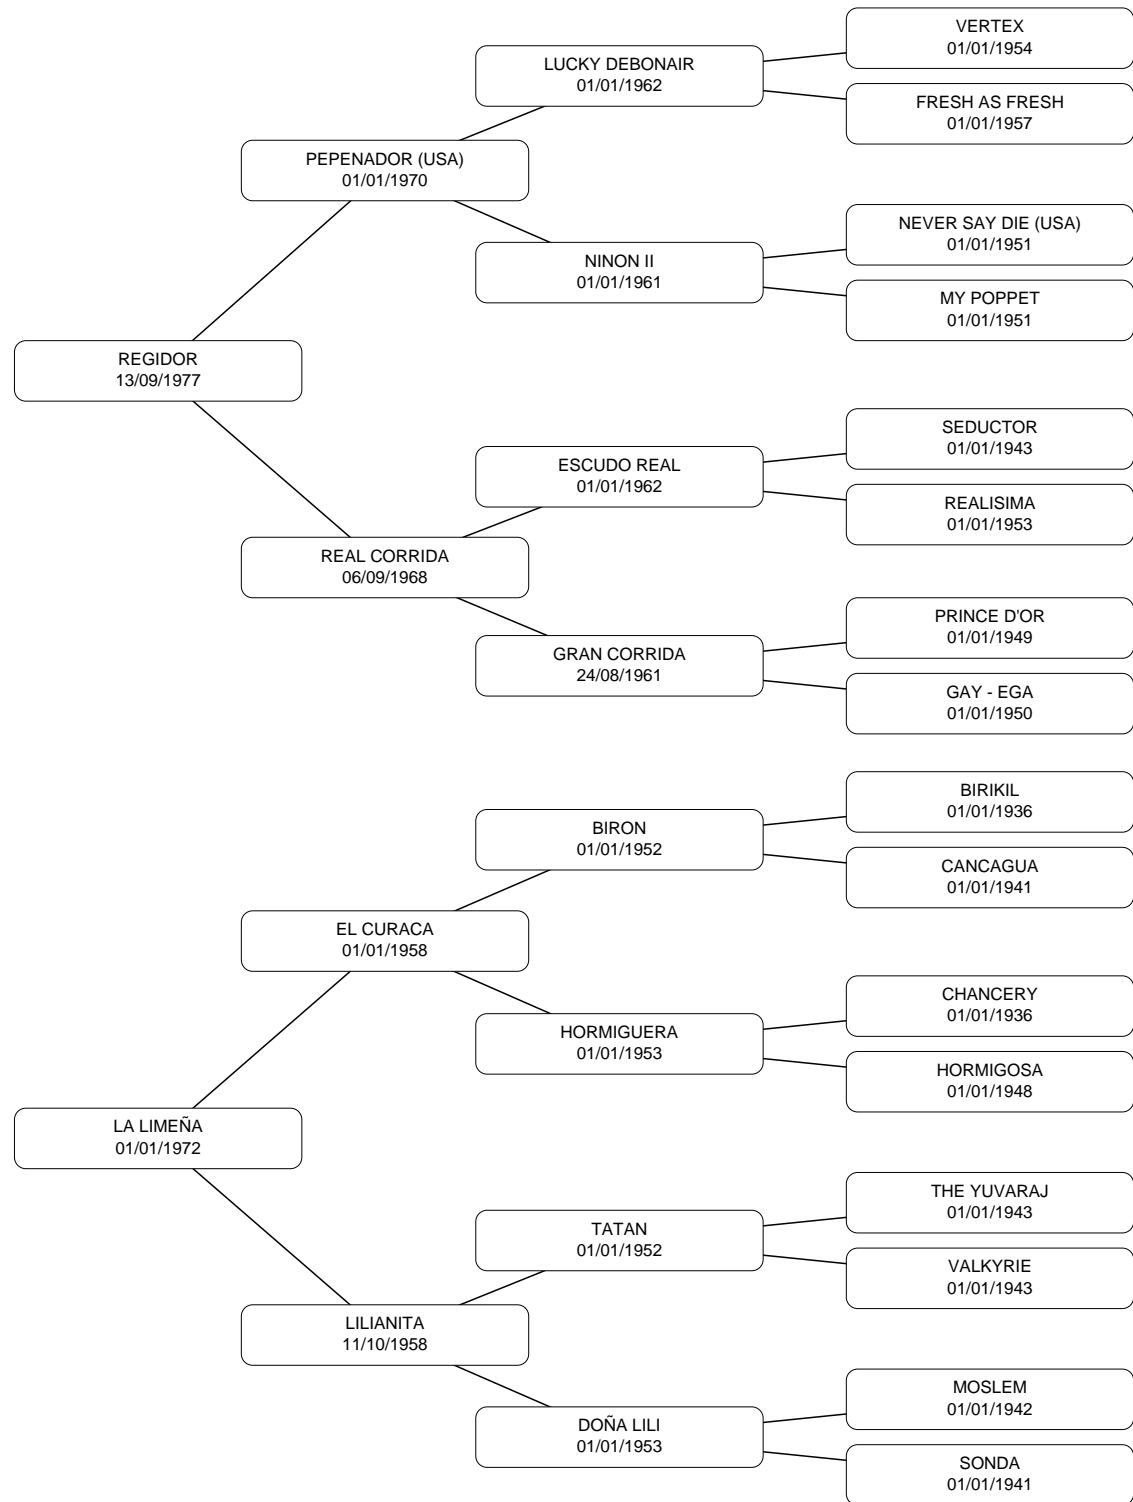 VERTEX
01/01/1954
LUCKY DEBONAIR
01/01/1962
FRESH AS FRESH
01/01/1957
PEPENADOR (USA)
01/01/1970
NEVER SAY DIE (USA)
01/01/1951
NINON II
01/01/1961
MY POPPET
01/01/1951
REGIDOR
13/09/1977
SEDUCTOR
01/01/1943
ESCUDO REAL
01/01/1962
REALISIMA
01/01/1953
REAL CORRIDA
06/09/1968
PRINCE D'OR
01/01/1949
GRAN CORRIDA
24/08/1961
GAY - EGA
01/01/1950
BIRIKIL
01/01/1936
BIRON
01/01/1952
CANCAGUA
01/01/1941
EL CURACA
01/01/1958
CHANCERY
01/01/1936
HORMIGUERA
01/01/1953
HORMIGOSA
01/01/1948
LA LIMEÑA
01/01/1972
THE YUVARAJ
01/01/1943
TATAN
01/01/1952
VALKYRIE
01/01/1943
LILIANITA
11/10/1958
MOSLEM
01/01/1942
DOÑA LILI
01/01/1953
SONDA
01/01/1941